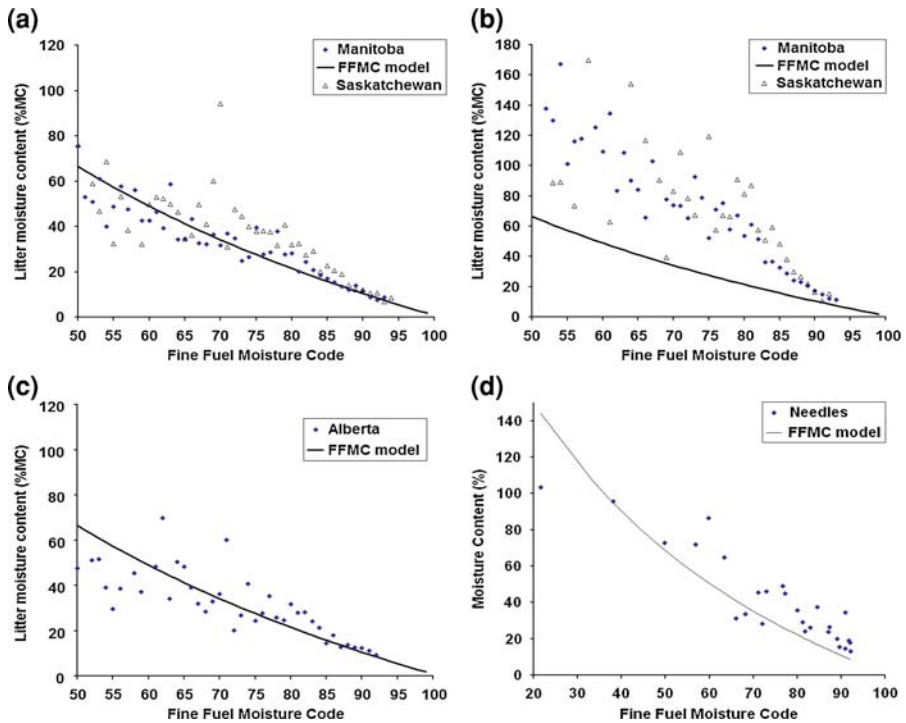 (a)
120
100
80
60
40
20
0
Litter moisture content (%MC)
50 55 60 65 70 75 80 85 90 95 100
Fine Fuel Moisture Code
Manitoba
FFMC model
Saskatchewan
(b)
180
160
140
120
100
80
60
40
20
0
Litter moisture content (%MC)
50 55 60 65 70 75 80 85 90 95 100
Fine Fuel Moisture Code
Manitoba
FFMC model
Saskatchewan
(c)
120
100
80
60
40
20
0
Litter moisture content (%MC)
50 55 60 65 70 75 80 85 90 95 100
Fine Fuel Moisture Code
Alberta
FFMC model
(d)
140
120
100
80
60
40
20
0
Moisture Content (%)
20 30 40 50 60 70 80 90 100
Fine Fuel Moisture Code
Needles
FFMC model